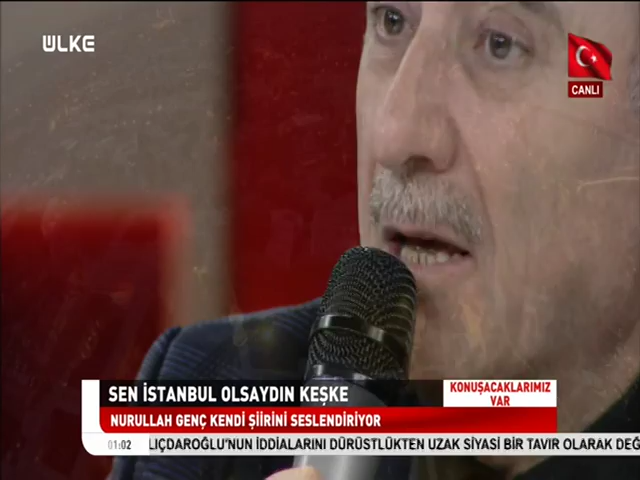 ÜLKE
CANLI
SEN İSTANBUL OLSAYDIN KEŞKE
KONUŞACAKLARIMIZ
VAR
NURULLAH GENÇ KENDİ ŞİİRİNİ SESLENDİRİYOR
01:02 IÇDAROĞLU'NUN İDDİALARINI DÜRÜSTLÜKTEN UZAK SİYASİ BİR TAVIR OLARAK DEĞ